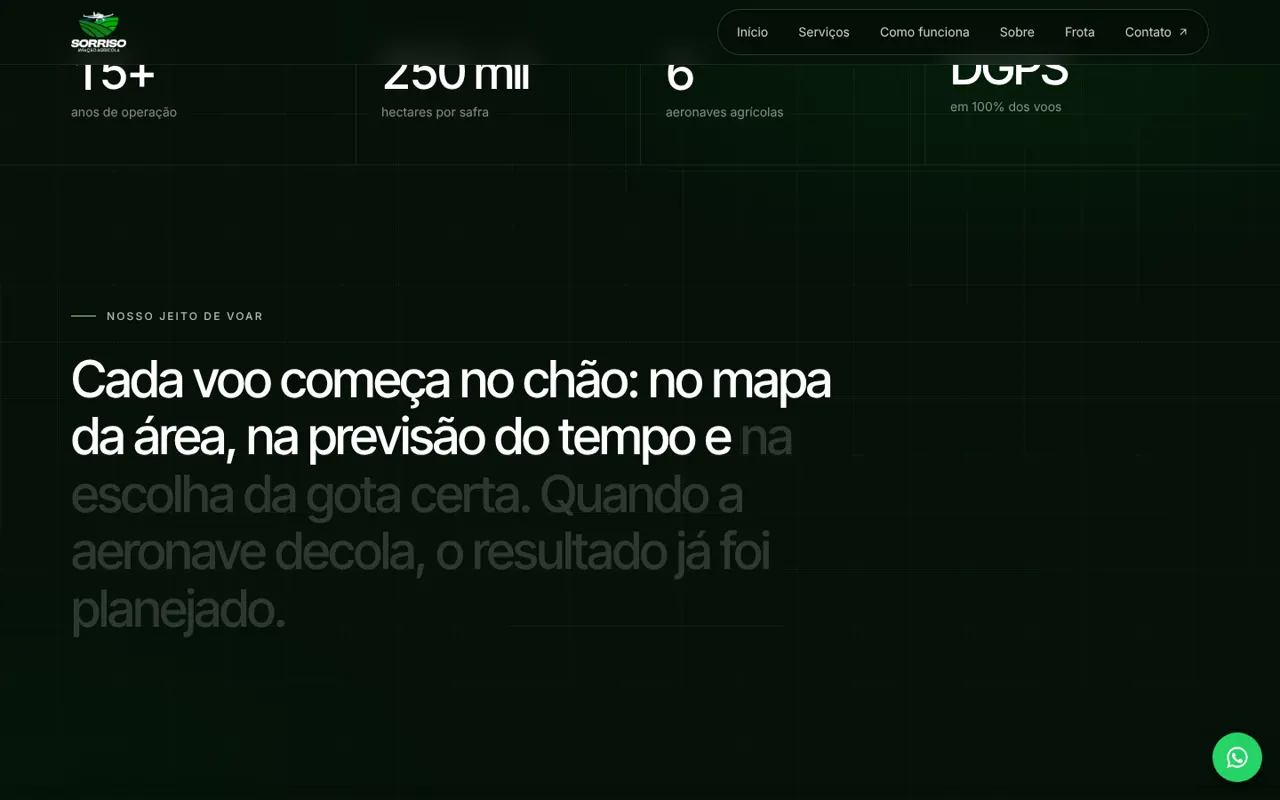 SORRISO
AVIAÇÃO AGRÍCOLA
Início
Serviços
Como funciona
Sobre
Frota
Contato
15+
250 mil
6
DGPS
anos de operação
hectares por safra
aeronaves agrícolas
em 100% dos voos
NOSSO JEITO DE VOAR
Cada voo começa no chão: no mapa
da área, na previsão do tempo e na
escolha da gota certa. Quando a
aeronave decola, o resultado já foi
planejado.